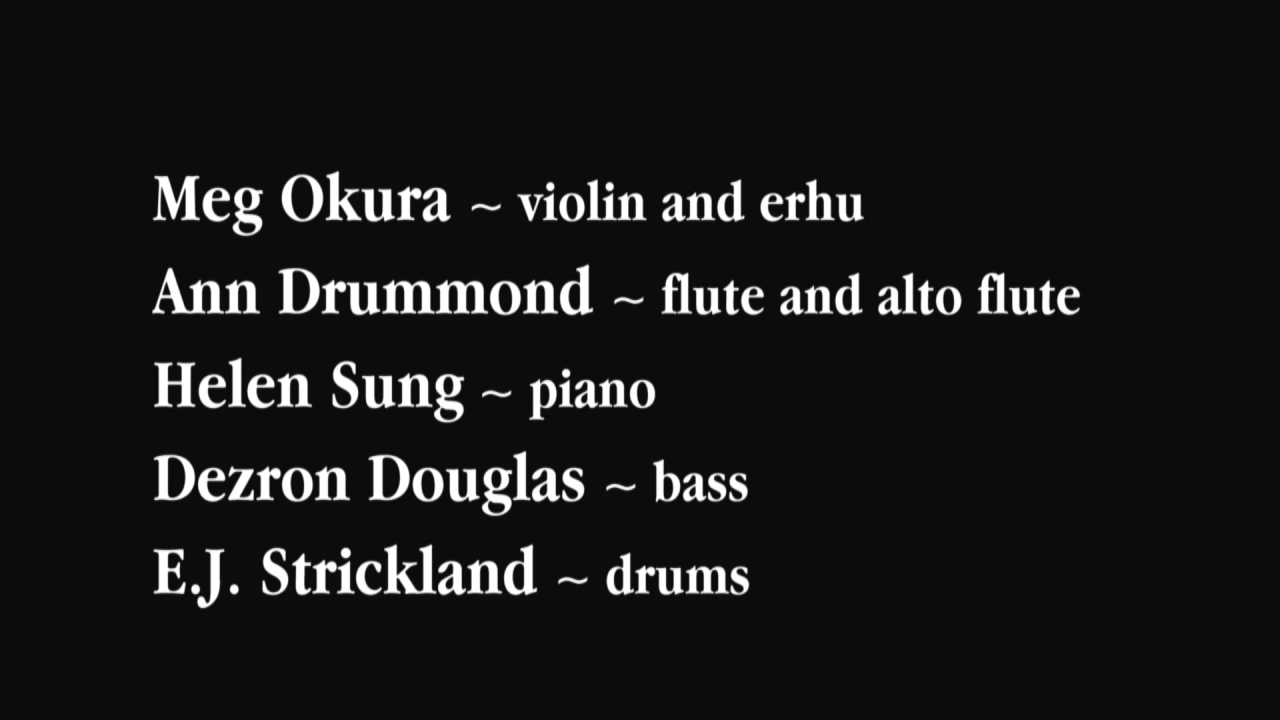 Meg Okura ~ violin and erhu
Ann Drummond ~ flute and alto flute
Helen Sung ~ piano
Dezron Douglas ~ bass
E.J. Strickland ~ drums